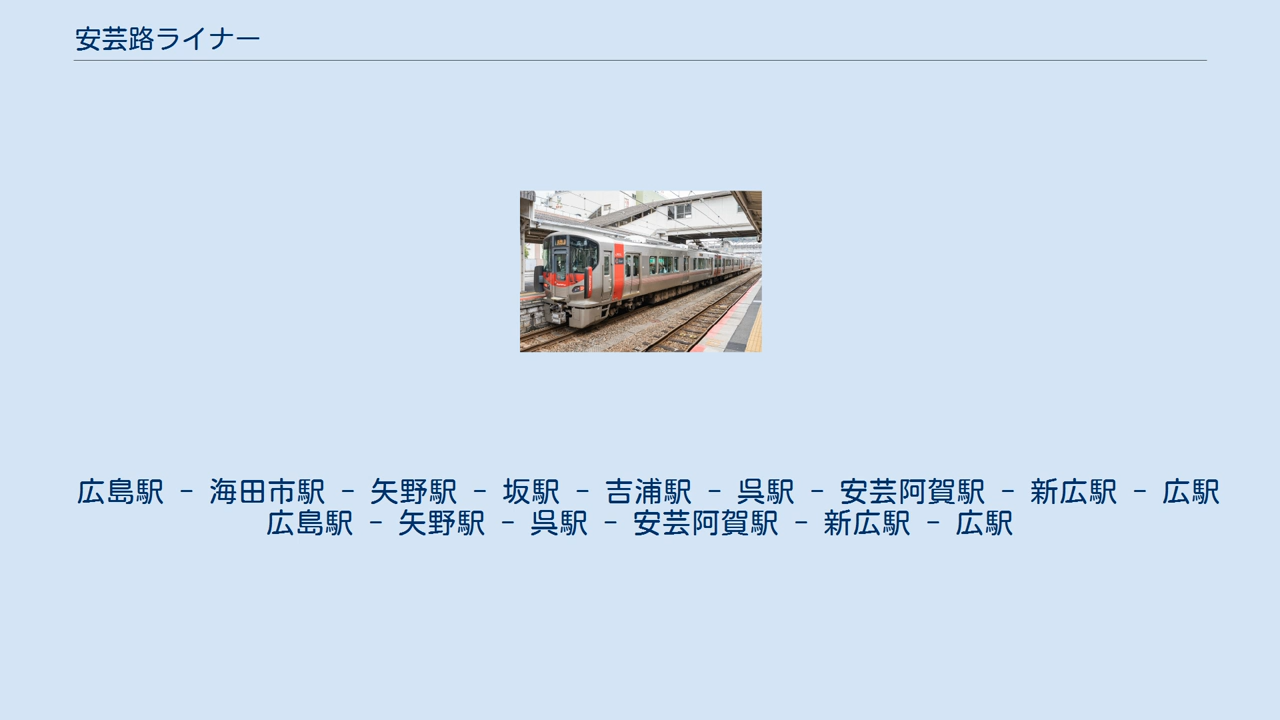 安芸路ライナー
広島駅 - 海田市駅 - 矢野駅 - 坂駅 - 吉浦駅 - 呉駅 - 安芸阿賀駅 - 新広駅 - 広駅
広島駅 - 矢野駅 - 呉駅 - 安芸阿賀駅 - 新広駅 - 広駅